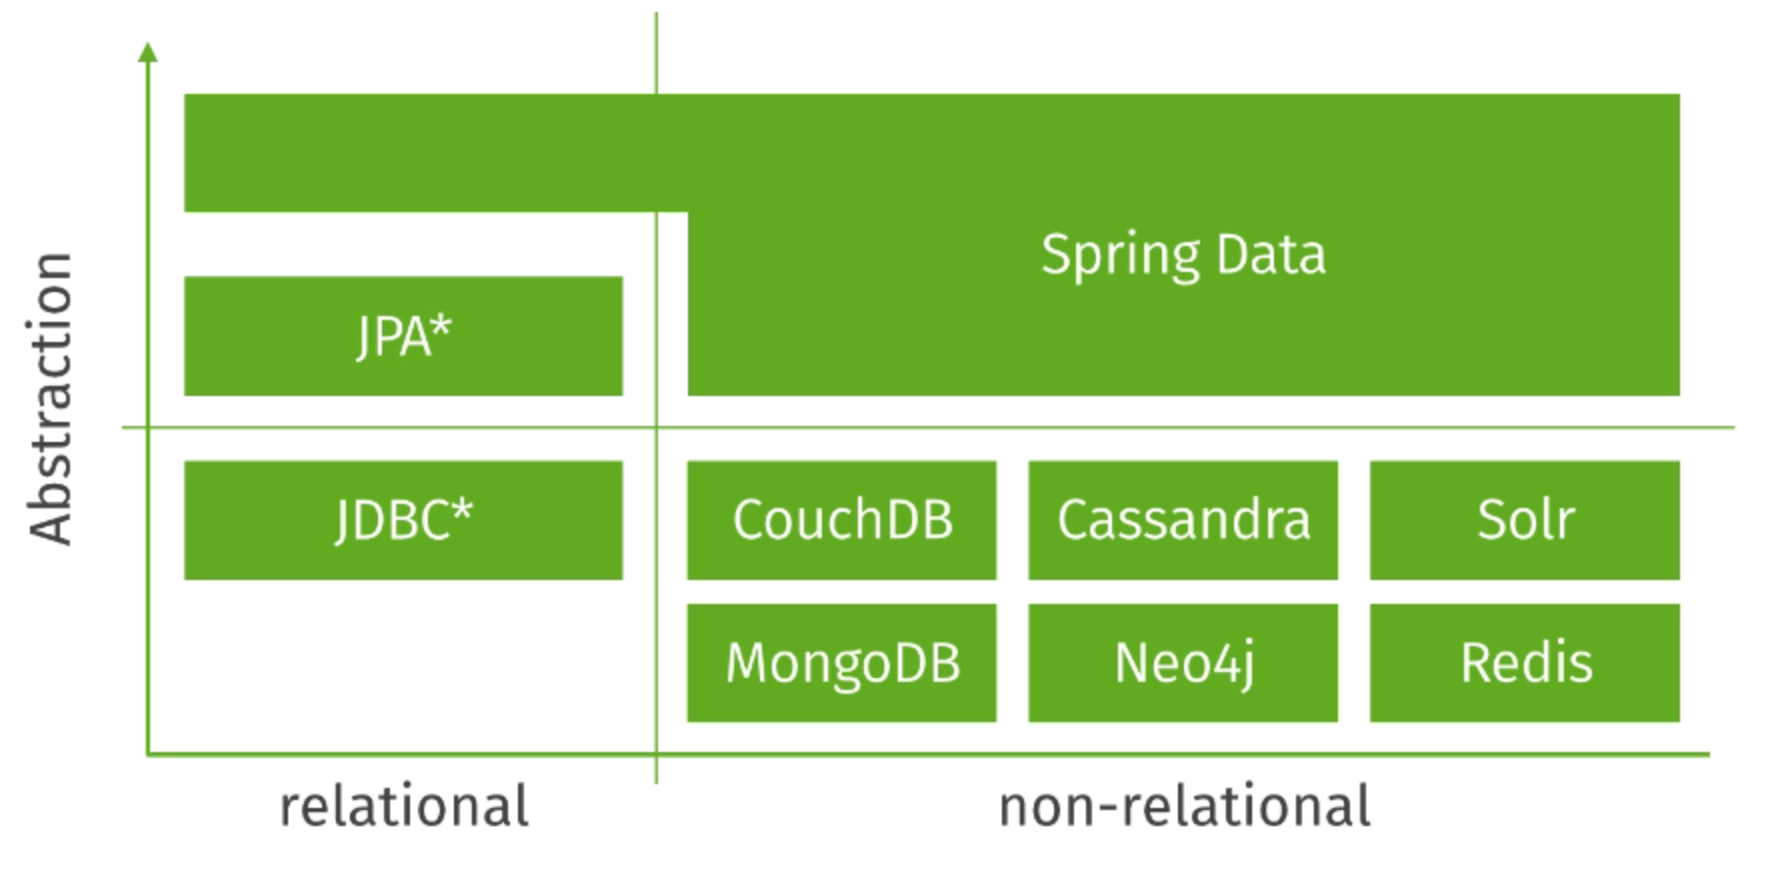 Abstraction
Spring Data
JPA*
JDBC*
CouchDB
Cassandra
Solr
MongoDB
Neo4j
Redis
relational
non-relational